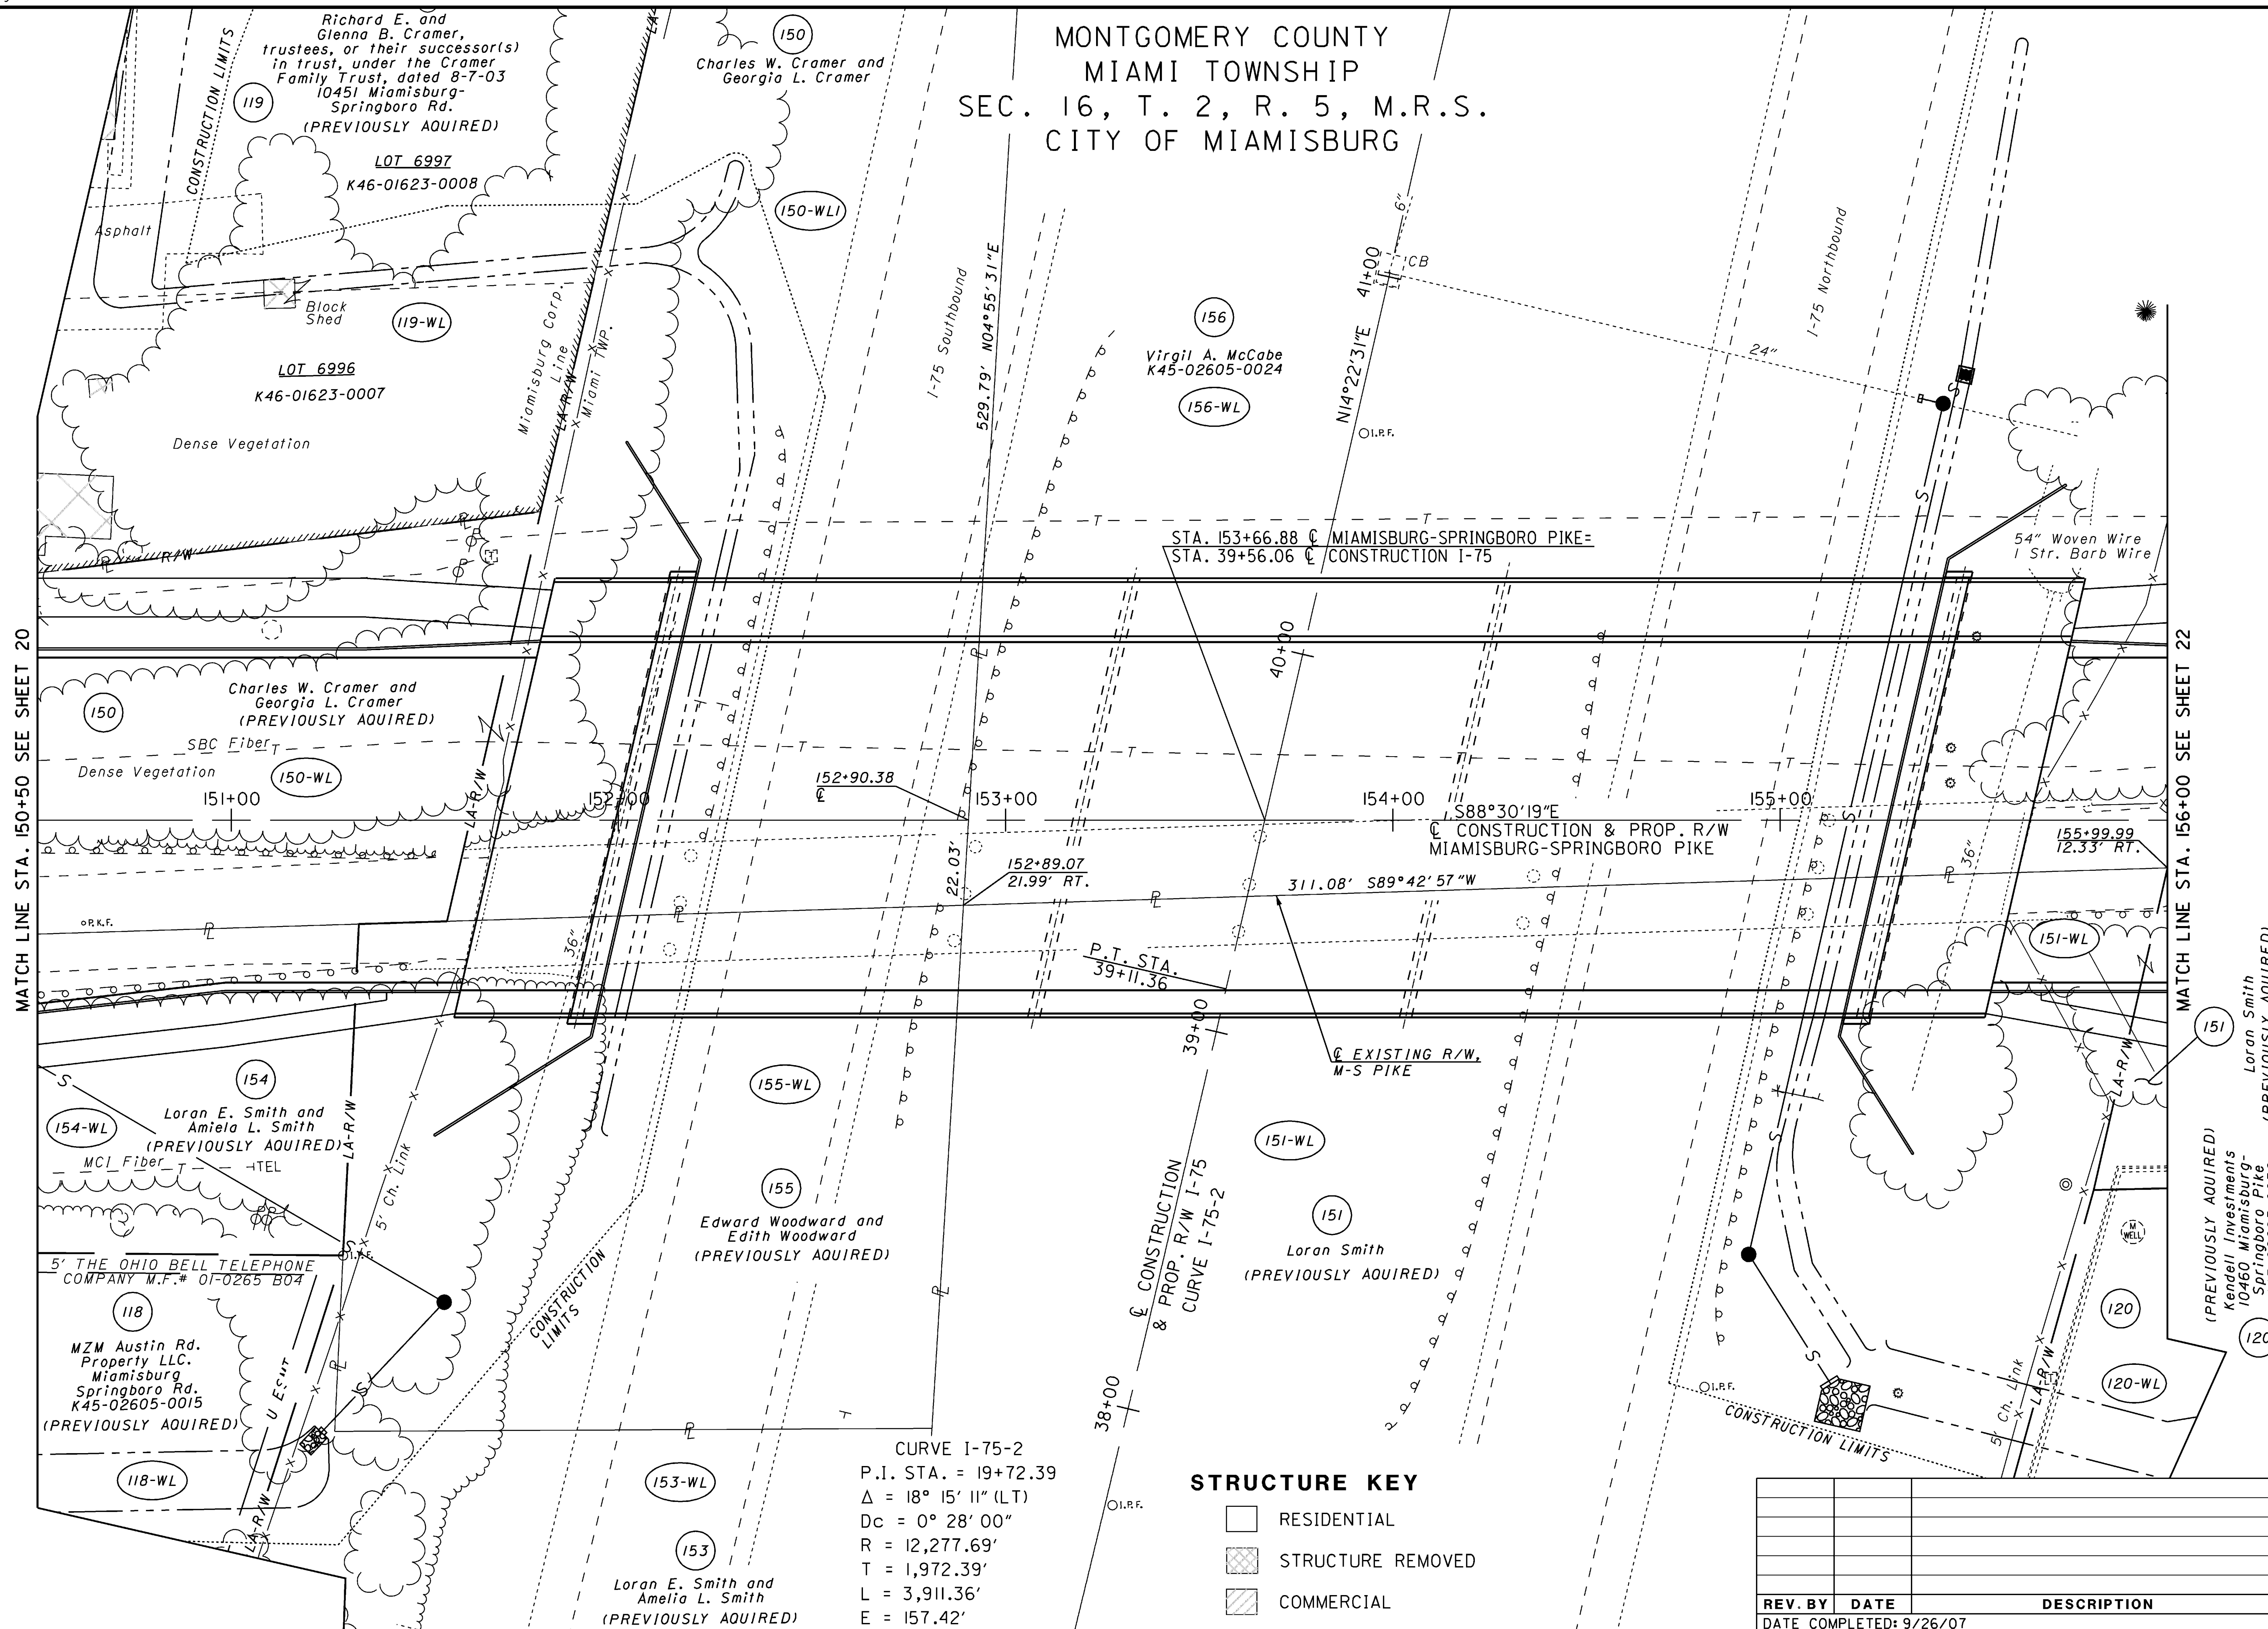 MONTGOMERY COUNTY
MIAMI TOWNSHIP
SEC. 16, T. 2, R. 5, M.R.S.
CITY OF MIAMISBURG
Richard E. and
Glenna B. Cramer,
trustees, or their successor(s)
in trust, under the Cramer
Family Trust, dated 8-7-03
10451 Miamisburg-
Springboro Rd.
(PREVIOUSLY AQUIRED)
119
CONSTRUCTION LIMITS
LOT 6997
K46-01623-0008
150
Charles W. Cramer and
Georgia L. Cramer
150-WL1
Asphalt
Block
Shed
119-WL
LOT 6996
K46-01623-0007
Dense Vegetation
Miamisburg Corp.
Line
LA-R/W
Miami TWP.
I-75 Southbound
529.79' N04°55'31"E
156
Virgil A. McCabe
K45-02605-0024
156-WL
6"
41+00
CB
N14°22'31"E
I.P.F.
24"
I-75 Northbound
S
S
R/W
54" Woven Wire
1 Str. Barb Wire
STA. 153+66.88 ℄ MIAMISBURG-SPRINGBORO PIKE=
STA. 39+56.06 ℄ CONSTRUCTION I-75
MATCH LINE STA. 150+50 SEE SHEET 20
MATCH LINE STA. 156+00 SEE SHEET 22
40+00
150
Charles W. Cramer and
Georgia L. Cramer
(PREVIOUSLY AQUIRED)
SBC Fiber
Dense Vegetation
150-WL
LA-R/W
151+00
152+00
152+90.38
℄
153+00
154+00
155+00
S88°30'19"E
℄ CONSTRUCTION & PROP. R/W
MIAMISBURG-SPRINGBORO PIKE
155+99.99
12.33' RT.
36"
22.03'
152+89.07
21.99' RT.
311.08' S89°42'57"W
P.K.F.
36"
P.T. STA.
39+11.36
39+00
℄ EXISTING R/W,
M-S PIKE
151-WL
151
Loran Smith
(PREVIOUSLY AQUIRED)
154
Loran E. Smith and
Amiela L. Smith
(PREVIOUSLY AQUIRED)
154-WL
MCI Fiber
TEL
LA-R/W
5' Ch. Link
155-WL
155
Edward Woodward and
Edith Woodward
(PREVIOUSLY AQUIRED)
151-WL
151
Loran Smith
(PREVIOUSLY AQUIRED)
℄ CONSTRUCTION
& PROP. R/W I-75
CURVE I-75-2
LA-R/W
M
WELL
(PREVIOUSLY AQUIRED)
Kendell Investments
10460 Miamisburg-
Springboro Pike
120
120
120-WL
I.P.F.
5' THE OHIO BELL TELEPHONE
COMPANY M.F.# 01-0265 B04
118
MZM Austin Rd.
Property LLC.
Miamisburg
Springboro Rd.
K45-02605-0015
(PREVIOUSLY AQUIRED)
118-WL
LA-R/W
CONSTRUCTION
LIMITS
38+00
I.P.F.
CONSTRUCTION LIMITS
5' Ch. Link
LA-R/W
153-WL
153
Loran E. Smith and
Amelia L. Smith
(PREVIOUSLY AQUIRED)
CURVE I-75-2
P.I. STA. = 19+72.39
Δ = 18° 15' 11" (LT)
Dc = 0° 28' 00"
R = 12,277.69'
T = 1,972.39'
L = 3,911.36'
E = 157.42'
I.P.F.
STRUCTURE KEY
RESIDENTIAL
STRUCTURE REMOVED
COMMERCIAL
REV. BY DATE DESCRIPTION
DATE COMPLETED: 9/26/07